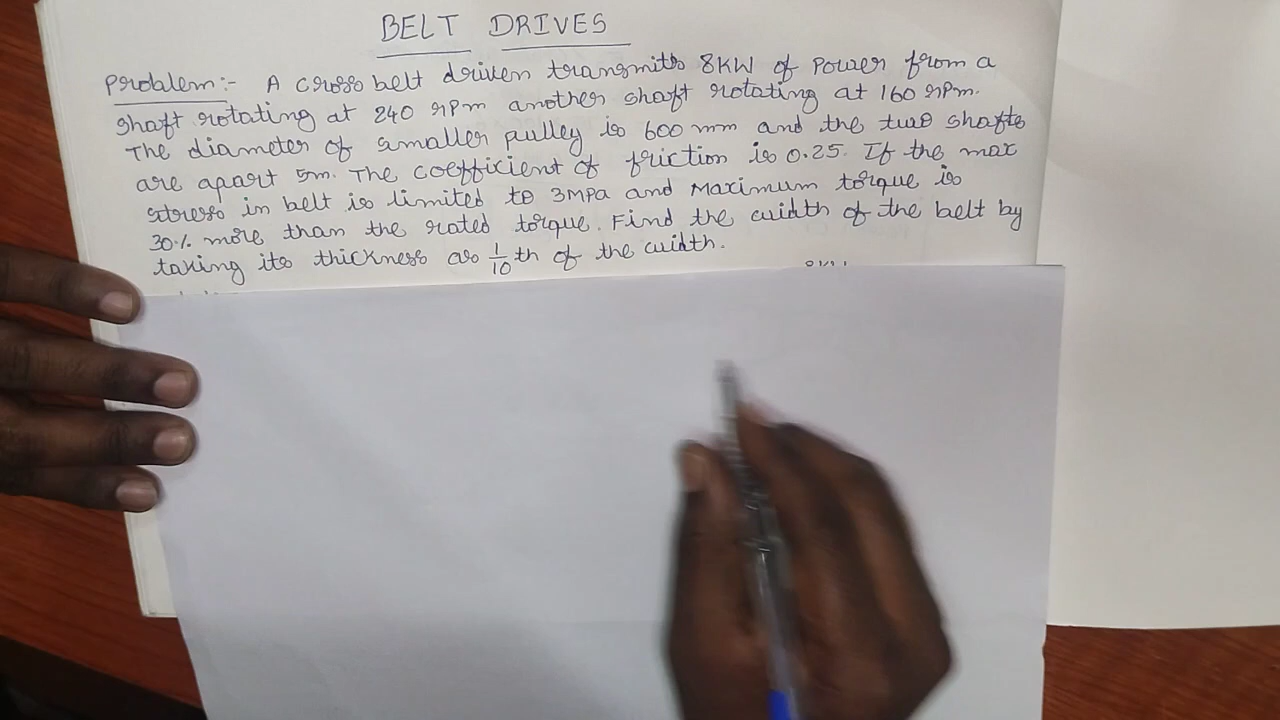 BELT DRIVES
Problem:- A cross belt driven transmits 8KW of Power from a
shaft rotating at 240 rpm another shaft rotating at 160 rpm.
The diameter of smaller pulley is 600 mm and the two shafts
are apart 5m. The coefficient of friction is 0.25. If the max
stress in belt is limited to 3MPa and Maximum torque is
30% more than the rated torque. Find the width of the belt by
taking its thickness as 1/10 th of the width.